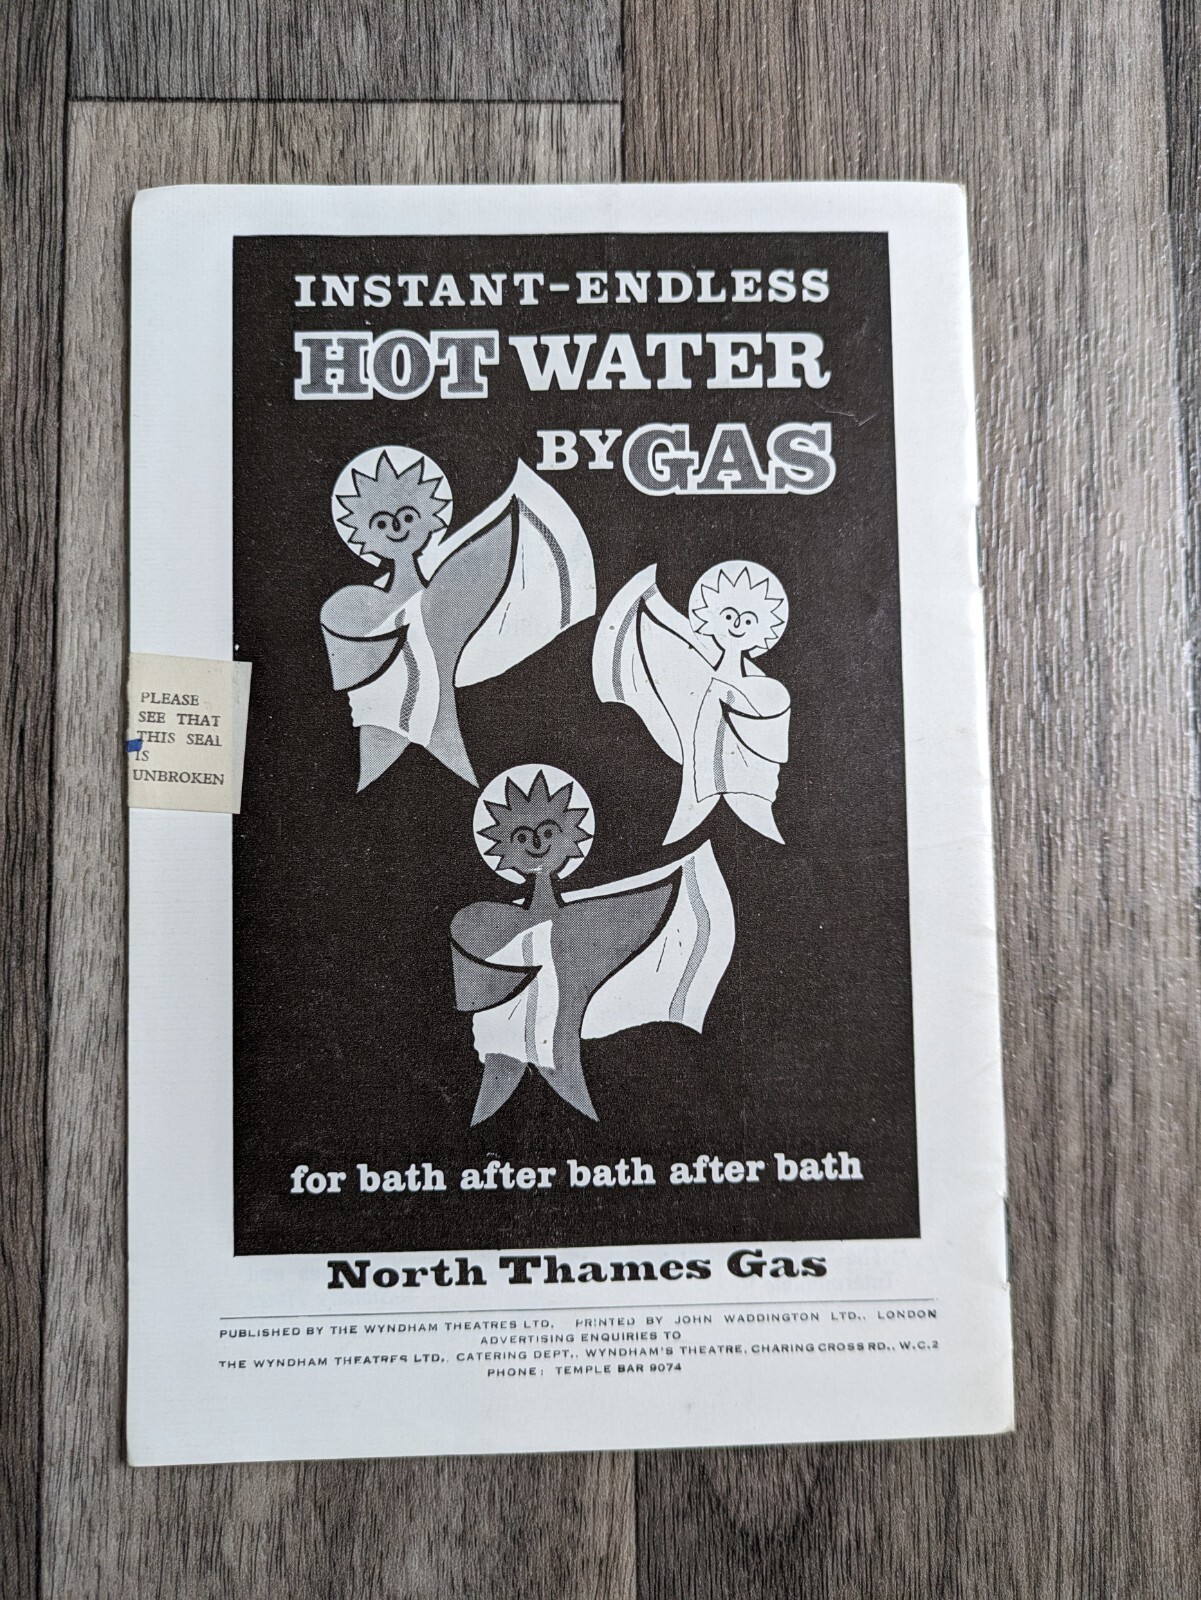 INSTANT-ENDLESS
HOT WATER
BY GAS
PLEASE
SEE THAT
THIS SEAL
IS
UNBROKEN
for bath after bath after bath
North Thames Gas
PUBLISHED BY THE WYNDHAM THEATRES LTD, PRINTED BY JOHN WADDINGTON LTD., LONDON
ADVERTISING ENQUIRIES TO
THE WYNDHAM THEATRES LTD,. CATERING DEPT,. WYNDHAM'S THEATRE, CHARING CROSS RD., W.C.2
PHONE: TEMPLE BAR 9074